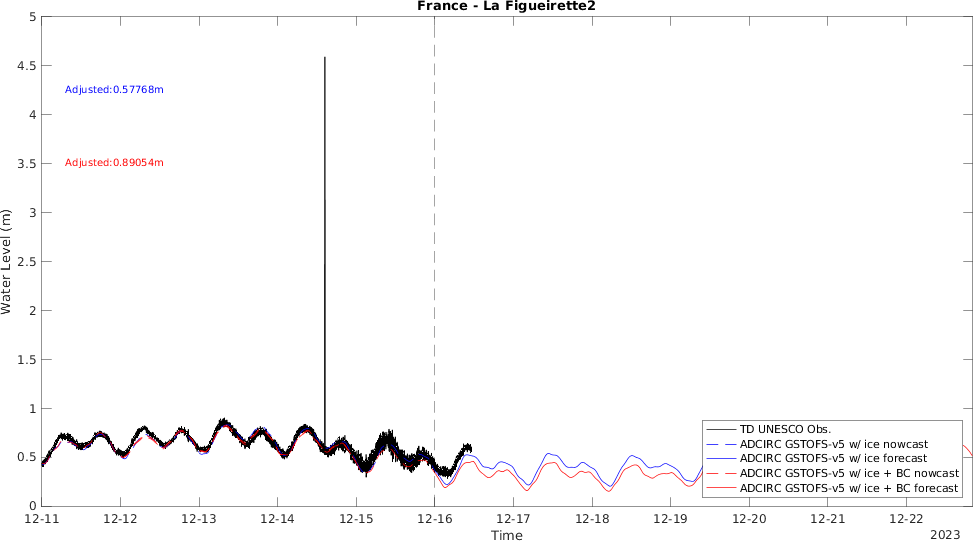 France - La Figueirette2
5
4.5
Adjusted:0.57768m
4
3.5
Adjusted:0.89054m
3
2.5
2
1.5
1
0.5
0
Water Level (m)
TD UNESCO Obs.
ADCIRC GSTOFS-v5 w/ ice nowcast
ADCIRC GSTOFS-v5 w/ ice forecast
ADCIRC GSTOFS-v5 w/ ice + BC nowcast
ADCIRC GSTOFS-v5 w/ ice + BC forecast
12-11 12-12 12-13 12-14 12-15 12-16 12-17 12-18 12-19 12-20 12-21 12-22
Time
2023